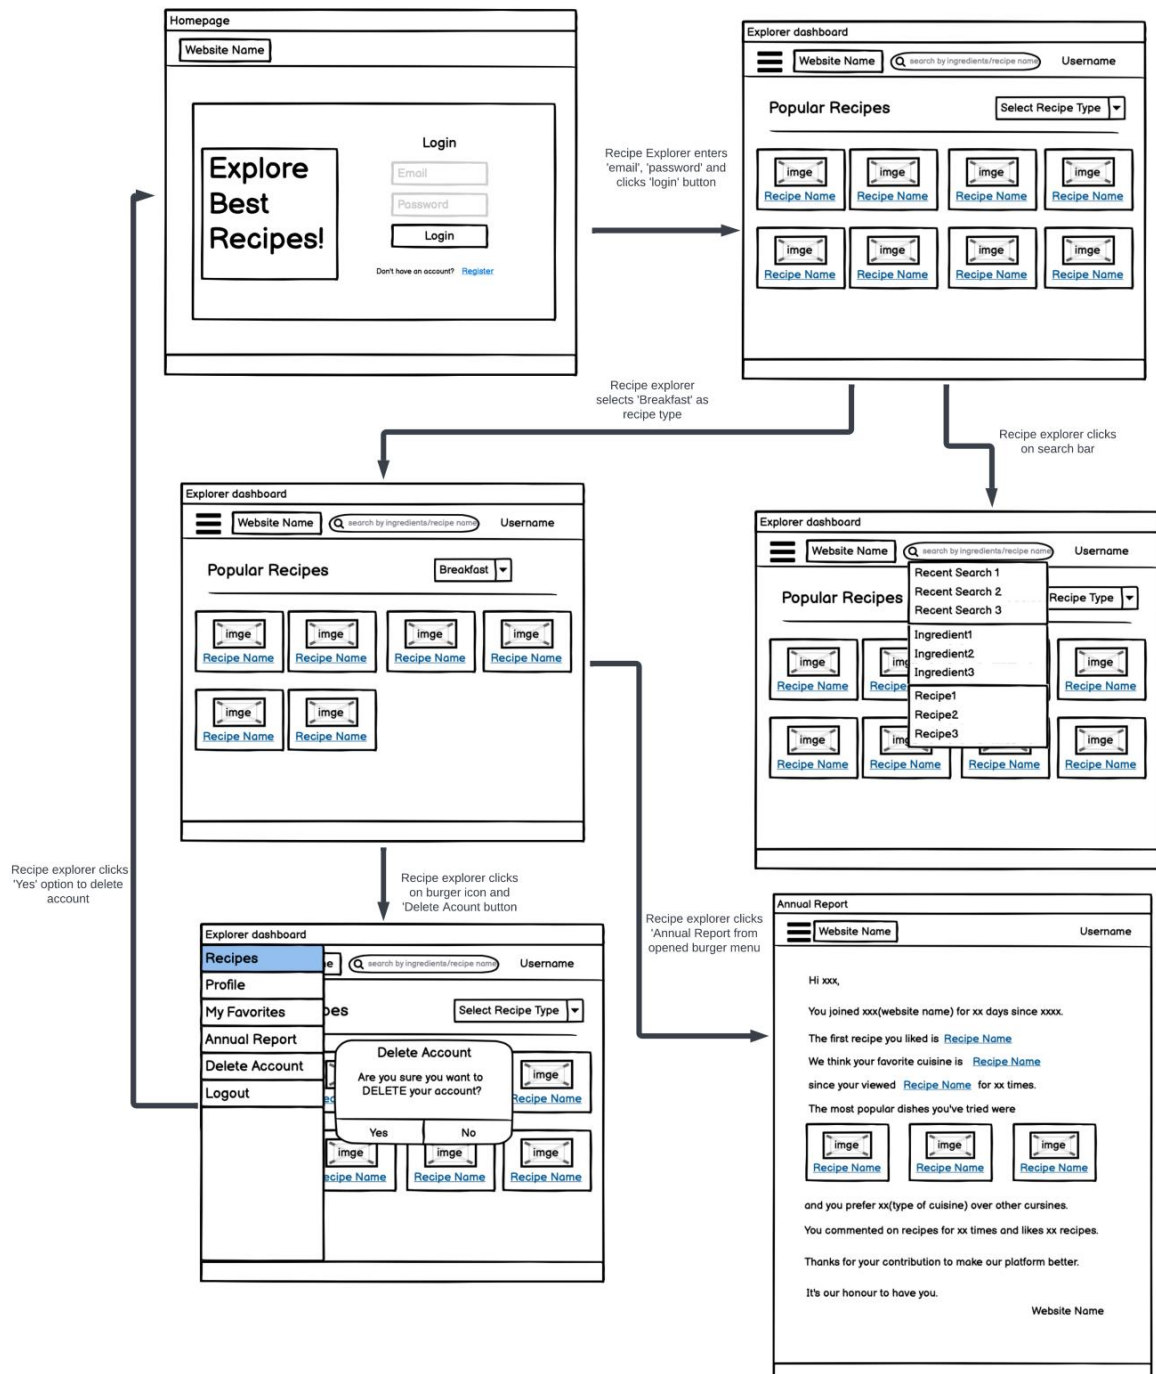 Homepage
Website Name
Explore
Best
Recipes!
Login
Email
Password
Login
Don't have an account? Register
Recipe Explorer enters
'email', 'password' and
clicks 'login' button
Explorer dashboard
Website Name
search by ingredients/recipe name
Username
Popular Recipes
Select Recipe Type
imge
imge
imge
imge
Recipe Name
Recipe Name
Recipe Name
Recipe Name
imge
imge
imge
imge
Recipe Name
Recipe Name
Recipe Name
Recipe Name
Recipe explorer
selects 'Breakfast' as
recipe type
Recipe explorer clicks
on search bar
Explorer dashboard
Website Name
search by ingredients/recipe name
Username
Popular Recipes
Breakfast
imge
imge
imge
imge
Recipe Name
Recipe Name
Recipe Name
Recipe Name
imge
imge
Recipe Name
Recipe Name
Explorer dashboard
Website Name
search by ingredients/recipe name
Username
Popular Recipes
Recipe Type
Recent Search 1
Recent Search 2
Recent Search 3
Ingredient1
Ingredient2
Ingredient3
Recipe1
Recipe2
Recipe3
imge
img
imge
Recipe Name
Recipe
Recipe Name
imge
img
imge
Recipe Name
Recipe Name
Recipe Name
Recipe Name
Recipe explorer clicks
'Yes' option to delete
account
Recipe explorer clicks
on burger icon and
'Delete Acount button
Recipe explorer clicks
'Annual Report from
opened burger menu
Explorer dashboard
Recipes
Profile
My Favorites
Annual Report
Delete Account
Logout
e
search by ingredients/recipe name
Username
pes
Select Recipe Type
Delete Account
Are you sure you want to
DELETE your account?
Yes
No
imge
Recipe Name
imge
imge
imge
ecipe Name
Recipe Name
Recipe Name
Annual Report
Website Name
Username
Hi xxx,
You joined xxx(website name) for xx days since xxxx.
The first recipe you liked is Recipe Name
We think your favorite cuisine is Recipe Name
since your viewed Recipe Name for xx times.
The most popular dishes you've tried were
imge
imge
imge
Recipe Name
Recipe Name
Recipe Name
and you prefer xx(type of cuisine) over other cursines.
You commented on recipes for xx times and likes xx recipes.
Thanks for your contribution to make our platform better.
It's our honour to have you.
Website Name